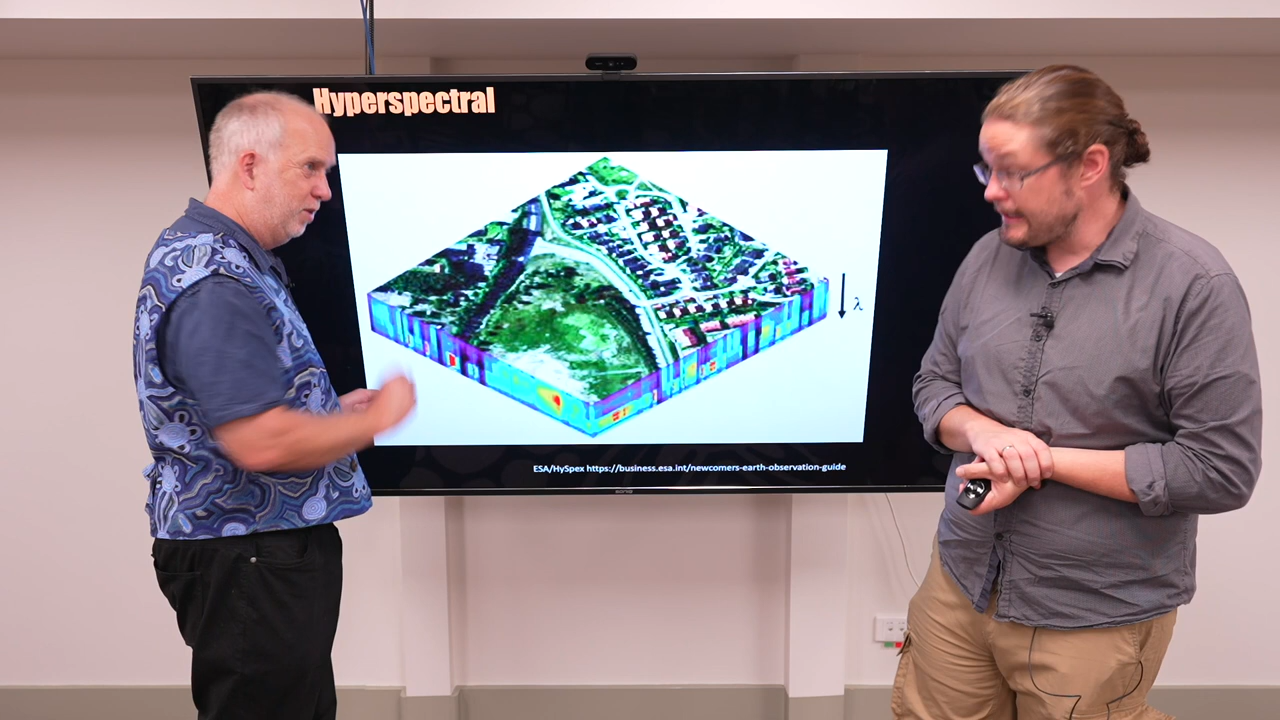 Hyperspectral
λ
ESA/HySpex https://business.esa.int/newcomers-earth-observation-guide